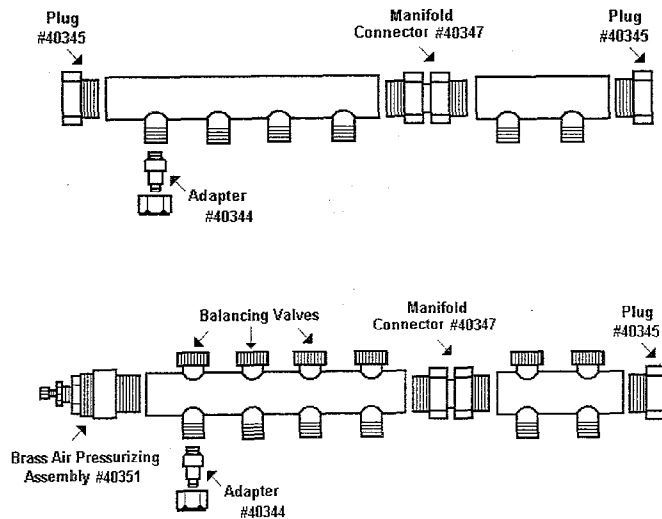 Plug
#40345
Manifold
Connector #40347
Plug
#40345
Adapter
#40344
Balancing Valves
Manifold
Connector #40347
Plug
#40345
Brass Air Pressurizing
Assembly #40351
Adapter
#40344